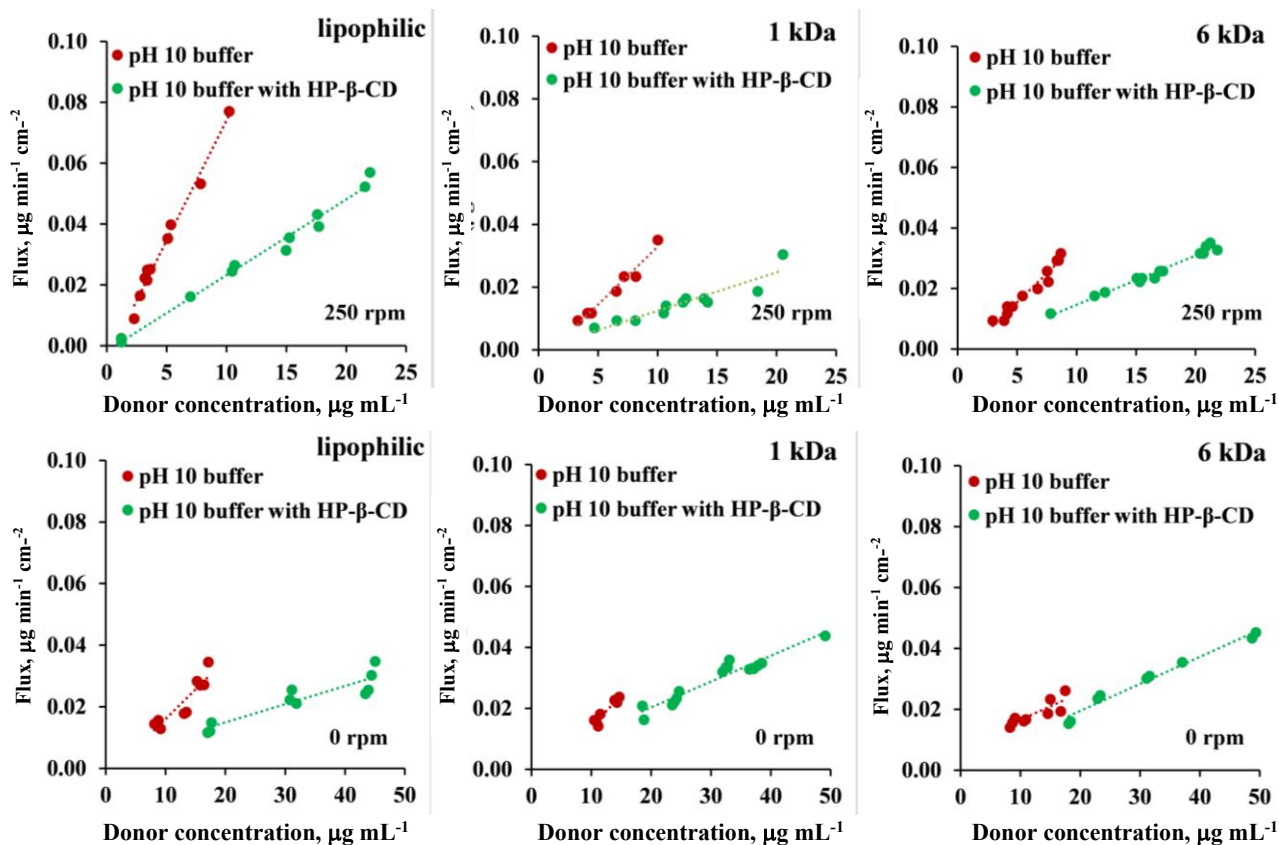 lipophilic
pH 10 buffer
pH 10 buffer with HP-β-CD
250 rpm
Flux, μg min⁻¹ cm-⁻²
0.10
0.08
0.06
0.04
0.02
0.00
0 5 10 15 20 25
Donor concentration, μg mL⁻¹
1 kDa
pH 10 buffer
pH 10 buffer with HP-β-CD
250 rpm
Flux, μg min⁻¹ cm-⁻²
0.10
0.08
0.06
0.04
0.02
0.00
0 5 10 15 20 25
Donor concentration, μg mL⁻¹
6 kDa
pH 10 buffer
pH 10 buffer with HP-β-CD
250 rpm
Flux, μg min⁻¹ cm-⁻²
0.10
0.08
0.06
0.04
0.02
0.00
0 5 10 15 20 25
Donor concentration, μg mL⁻¹
lipophilic
pH 10 buffer
pH 10 buffer with HP-β-CD
0 rpm
Flux, μg min⁻¹ cm-⁻²
0.10
0.08
0.06
0.04
0.02
0.00
0 10 20 30 40 50
Donor concentration, μg mL⁻¹
1 kDa
pH 10 buffer
pH 10 buffer with HP-β-CD
0 rpm
Flux, μg min⁻¹ cm-⁻²
0.10
0.08
0.06
0.04
0.02
0.00
0 10 20 30 40 50
Donor concentration, μg mL⁻¹
6 kDa
pH 10 buffer
pH 10 buffer with HP-β-CD
0 rpm
Flux, μg min⁻¹ cm-⁻²
0.10
0.08
0.06
0.04
0.02
0.00
0 10 20 30 40 50
Donor concentration, μg mL⁻¹